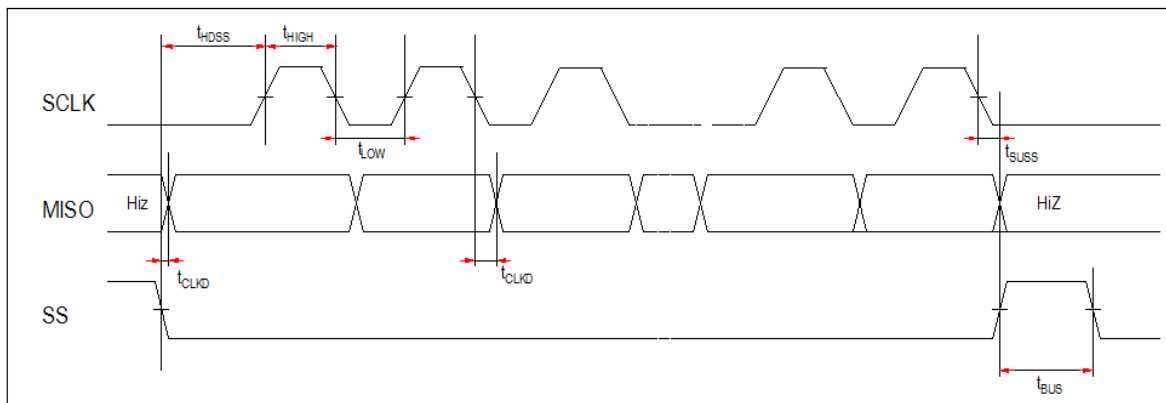 tHDSS tHIGH
SCLK
tLOW
tSUSS
MISO Hiz HiZ
tCLKD tCLKD
SS
tBUS